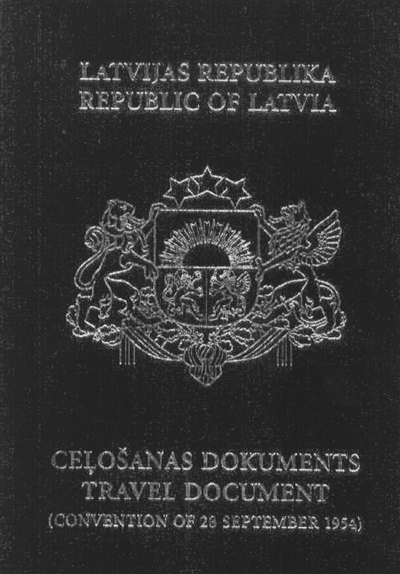 LATVIJAS REPUBLIKA
REPUBLIC OF LATVIA
CEĻOŠANAS DOKUMENTS
TRAVEL DOCUMENT
(CONVENTION OF 28 SEPTEMBER 1954)